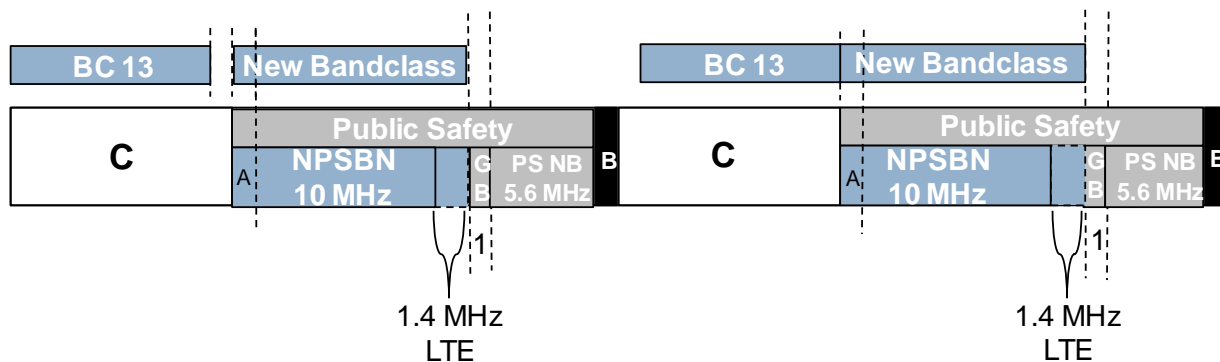 BC 13 New Bandclass BC 13 New Bandclass
Public Safety Public Safety
C A NPSBN 10 MHz G B PS NB 5.6 MHz B C A NPSBN 10 MHz G B PS NB 5.6 MHz B
1 1
1.4 MHz 1.4 MHz
LTE LTE